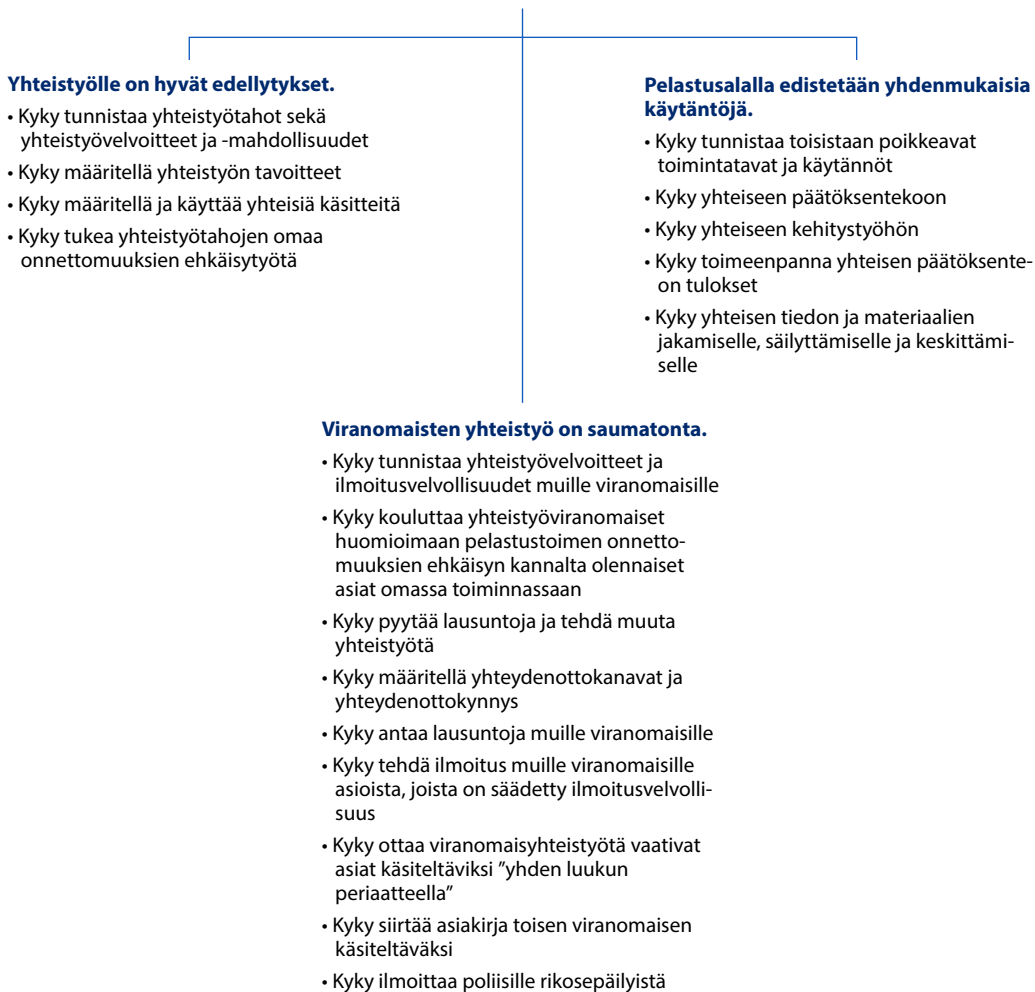 Yhteistyölle on hyvät edellytykset.
• Kyky tunnistaa yhteistyötahot sekä
yhteistyövelvoitteet ja -mahdollisuudet
• Kyky määritellä yhteistyön tavoitteet
• Kyky määritellä ja käyttää yhteisiä käsitteitä
• Kyky tukea yhteistyötahojen omaa
onnettomuuksien ehkäisytyötä
Pelastusalalla edistetään yhdenmukaisia
käytäntöjä.
• Kyky tunnistaa toisistaan poikkeavat
toimintatavat ja käytännöt
• Kyky yhteiseen päätöksentekoon
• Kyky yhteiseen kehitystyöhön
• Kyky toimeenpanna yhteisen päätöksente-
on tulokset
• Kyky yhteisen tiedon ja materiaalien
jakamiselle, säilyttämiselle ja keskittämi-
selle
Viranomaisten yhteistyö on saumatonta.
• Kyky tunnistaa yhteistyövelvoitteet ja
ilmoitusvelvollisuudet muille viranomaisille
• Kyky kouluttaa yhteistyöviranomaiset
huomioimaan pelastustoimen onnetto-
muuksien ehkäisyn kannalta olennaiset
asiat omassa toiminnassaan
• Kyky pyytää lausuntoja ja tehdä muuta
yhteistyötä
• Kyky määritellä yhteydenottokanavat ja
yhteydenottokynnys
• Kyky antaa lausuntoja muille viranomaisille
• Kyky tehdä ilmoitus muille viranomaisille
asioista, joista on säädetty ilmoitusvelvolli-
suus
• Kyky ottaa viranomaisyhteistyötä vaativat
asiat käsiteltäviksi ”yhden luukun
periaatteella”
• Kyky siirtää asiakirja toisen viranomaisen
käsiteltäväksi
• Kyky ilmoittaa poliisille rikosepäilyistä